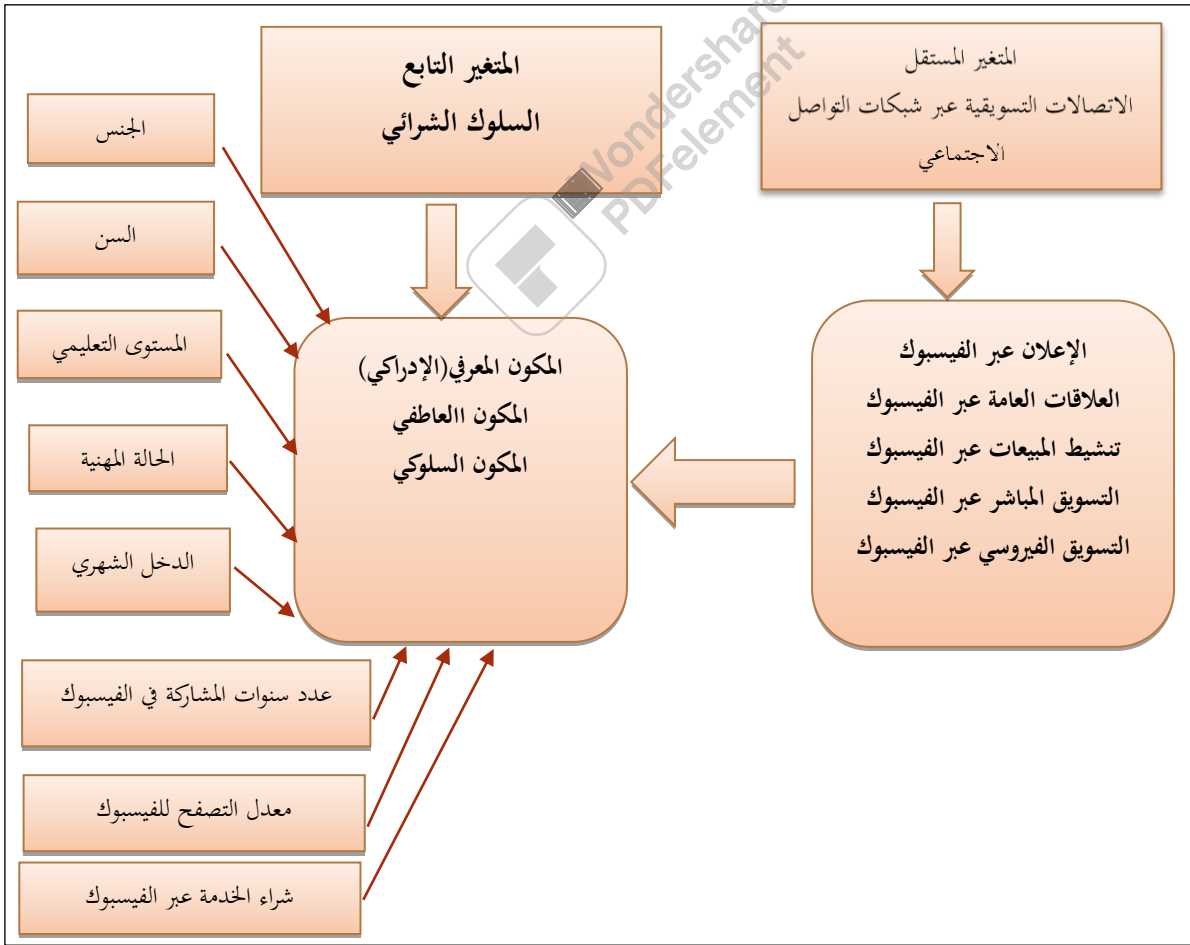 المتغير المستقل
الاتصالات التسويقية عبر شبكات التواصل
الاجتماعي
المتغير التابع
السلوك الشرائي
الإعلان عبر الفيسبوك
العلاقات العامة عبر الفيسبوك
تنشيط المبيعات عبر الفيسبوك
التسويق المباشر عبر الفيسبوك
التسويق الفيروسي عبر الفيسبوك
المكون المعرفي(الإدراكي)
المكون االعاطفي
المكون السلوكي
الجنس
السن
المستوى التعليمي
الحالة المهنية
الدخل الشهري
عدد سنوات المشاركة في الفيسبوك
معدل التصفح للفيسبوك
شراء الخدمة عبر الفيسبوك
Wondershare
PDFelement